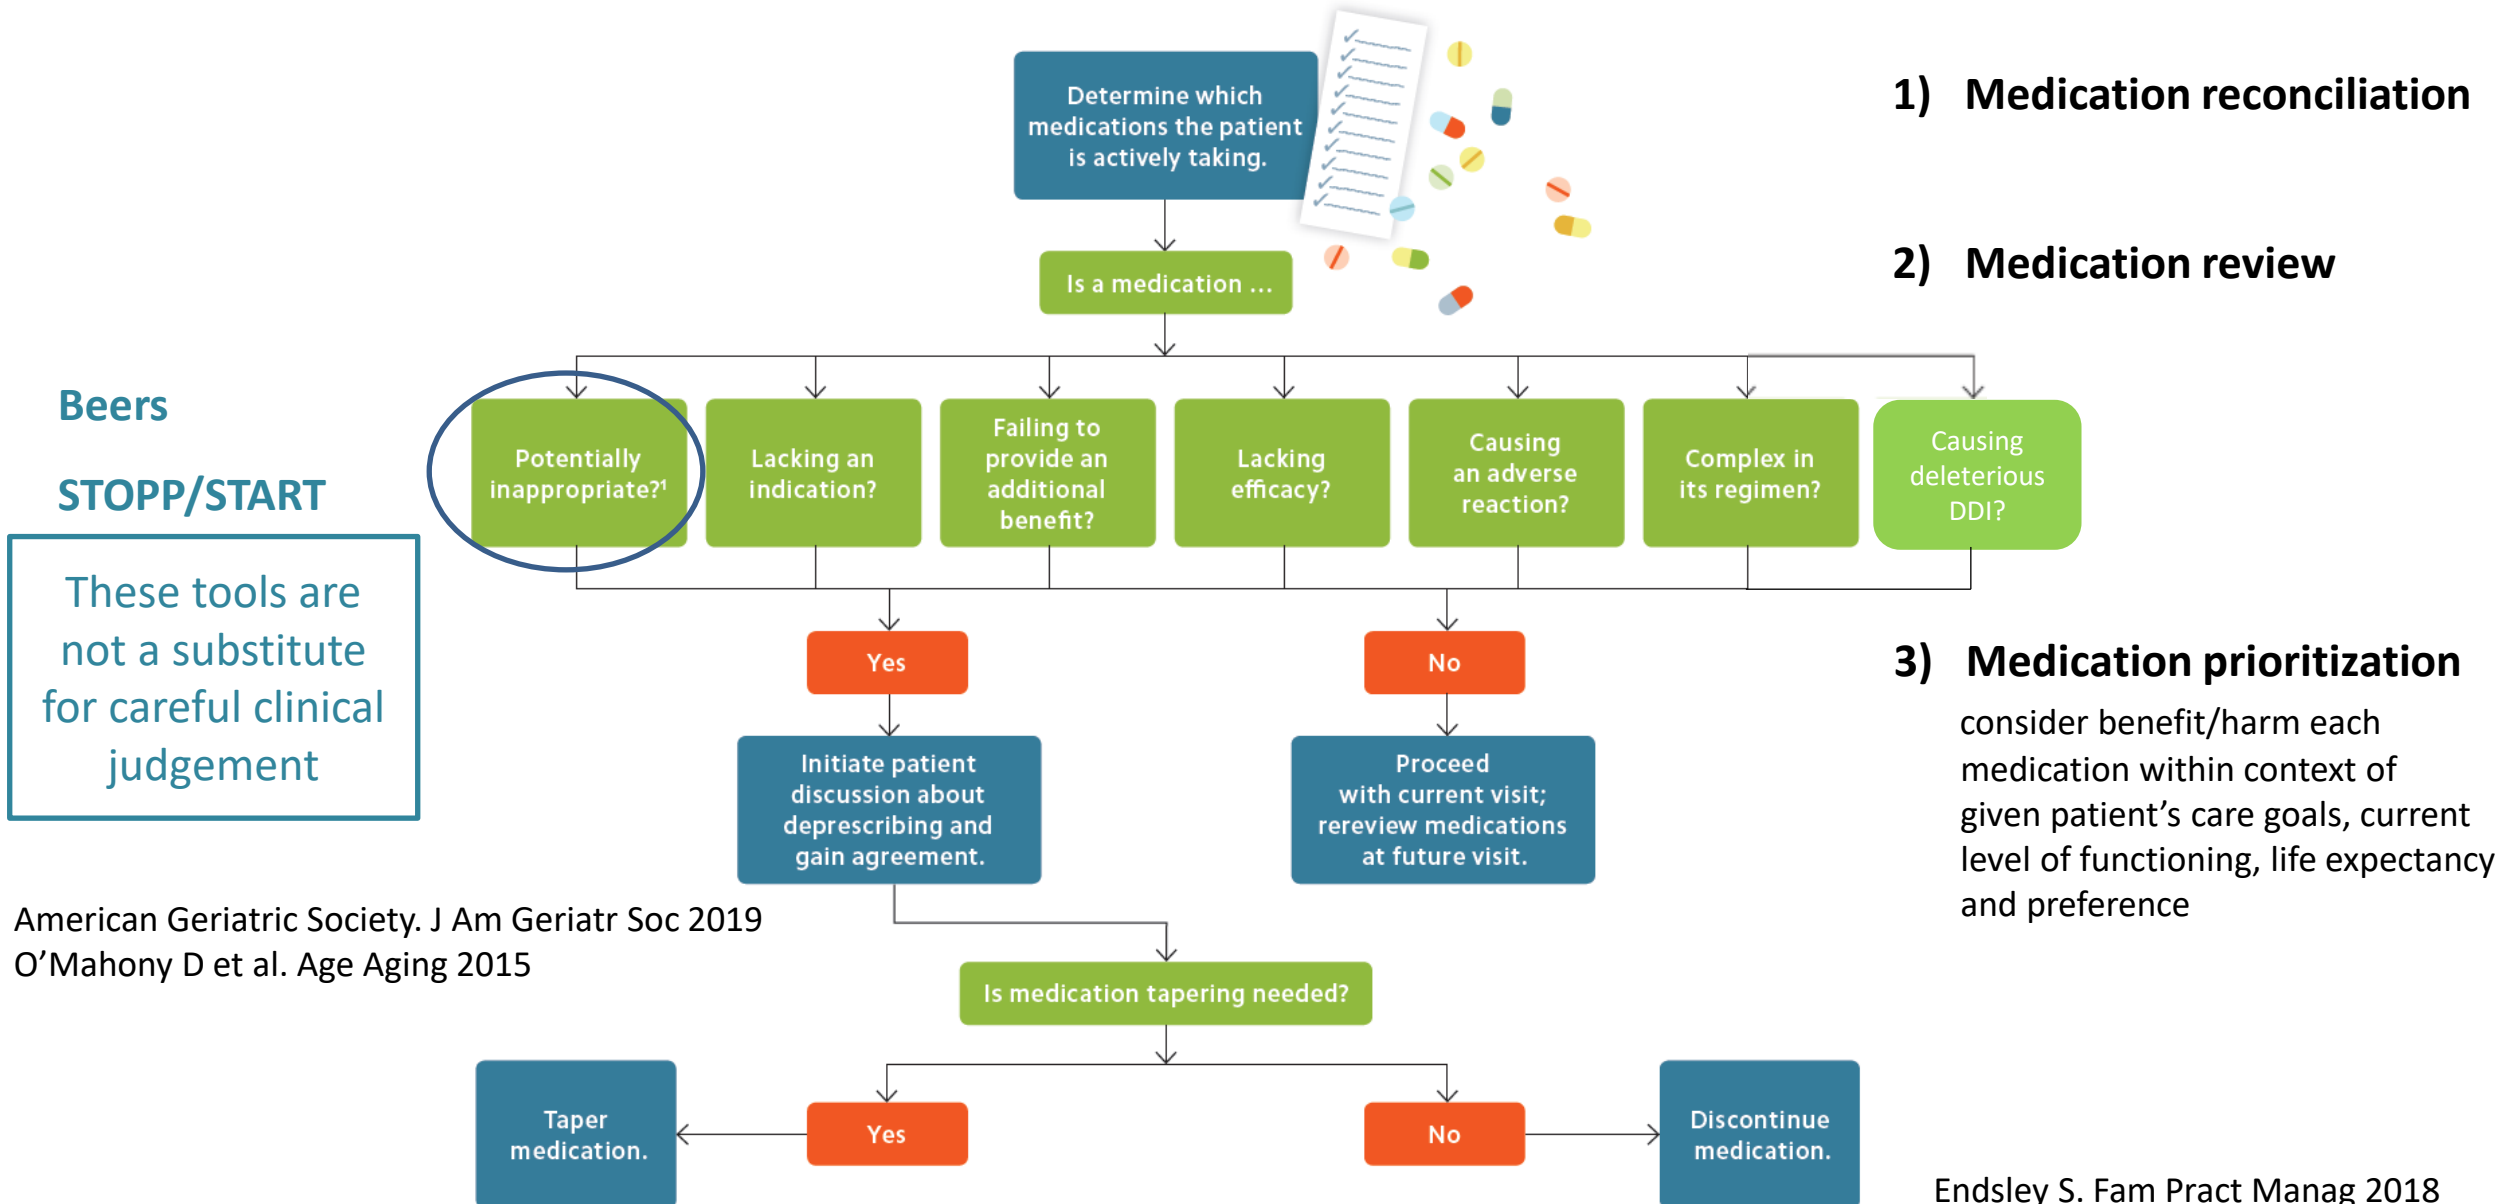 Determine which
medications the patient
is actively taking.
1) Medication reconciliation
Is a medication ...
2) Medication review
Beers
STOPP/START
These tools are
not a substitute
for careful clinical
judgement
Potentially
inappropriate?¹
Lacking an
indication?
Failing to
provide an
additional
benefit?
Lacking
efficacy?
Causing
an adverse
reaction?
Complex in
its regimen?
Causing
deleterious
DDI?
Yes
No
3) Medication prioritization
consider benefit/harm each
medication within context of
given patient's care goals, current
level of functioning, life expectancy
and preference
Initiate patient
discussion about
deprescribing and
gain agreement.
Proceed
with current visit;
rereview medications
at future visit.
American Geriatric Society. J Am Geriatr Soc 2019
O'Mahony D et al. Age Aging 2015
Is medication tapering needed?
Taper
medication.
Yes
No
Discontinue
medication.
Endsley S. Fam Pract Manag 2018